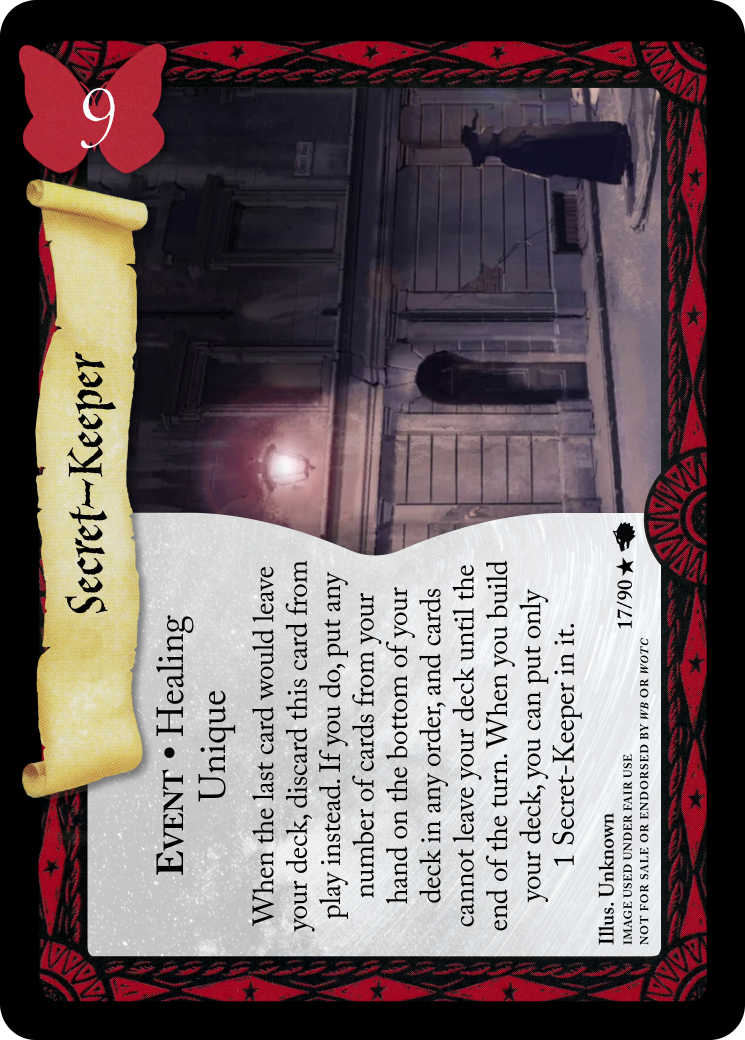 9
Secret-Keeper
EVENT • Healing
Unique
When the last card would leave
your deck, discard this card from
play instead. If you do, put any
number of cards from your
hand on the bottom of your
deck in any order, and cards
cannot leave your deck until the
end of the turn. When you build
your deck, you can put only
1 Secret-Keeper in it.
Illus. Unknown
IMAGE USED UNDER FAIR USE
NOT FOR SALE OR ENDORSED BY WB OR WOTC
17/90 ★